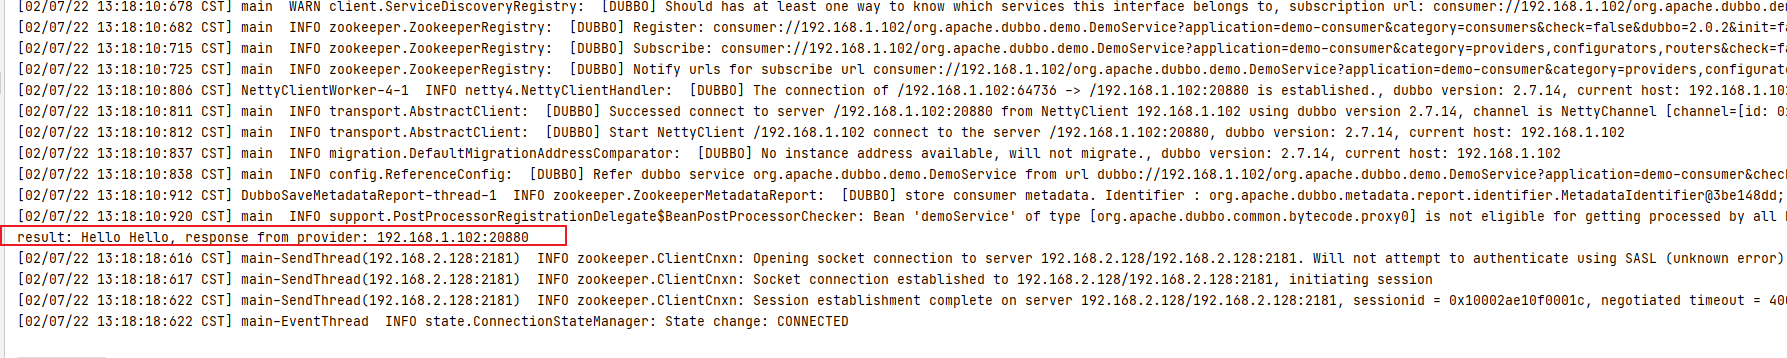 [02/07/22 13:18:10:678 CST] main  WARN client.ServiceDiscoveryRegistry:  [DUBBO] Should has at least one way to know which services this interface belongs to, subscription url: consumer://192.168.1.102/org.apache.dubbo.de
[02/07/22 13:18:10:682 CST] main  INFO zookeeper.ZookeeperRegistry:  [DUBBO] Register: consumer://192.168.1.102/org.apache.dubbo.demo.DemoService?application=demo-consumer&category=consumers&check=false&dubbo=2.0.2&init=f
[02/07/22 13:18:10:715 CST] main  INFO zookeeper.ZookeeperRegistry:  [DUBBO] Subscribe: consumer://192.168.1.102/org.apache.dubbo.demo.DemoService?application=demo-consumer&category=providers,configurators,routers&check=f
[02/07/22 13:18:10:725 CST] main  INFO zookeeper.ZookeeperRegistry:  [DUBBO] Notify urls for subscribe url consumer://192.168.1.102/org.apache.dubbo.demo.DemoService?application=demo-consumer&category=providers,configurat
[02/07/22 13:18:10:806 CST] NettyClientWorker-4-1  INFO netty4.NettyClientHandler:  [DUBBO] The connection of /192.168.1.102:64736 -> /192.168.1.102:20880 is established., dubbo version: 2.7.14, current host: 192.168.1.10
[02/07/22 13:18:10:811 CST] main  INFO transport.AbstractClient:  [DUBBO] Successed connect to server /192.168.1.102:20880 from NettyClient 192.168.1.102 using dubbo version 2.7.14, channel is NettyChannel [channel=[id: 0
[02/07/22 13:18:10:812 CST] main  INFO transport.AbstractClient:  [DUBBO] Start NettyClient /192.168.1.102 connect to the server /192.168.1.102:20880, dubbo version: 2.7.14, current host: 192.168.1.102
[02/07/22 13:18:10:837 CST] main  INFO migration.DefaultMigrationAddressComparator:  [DUBBO] No instance address available, will not migrate., dubbo version: 2.7.14, current host: 192.168.1.102
[02/07/22 13:18:10:838 CST] main  INFO config.ReferenceConfig:  [DUBBO] Refer dubbo service org.apache.dubbo.demo.DemoService from url dubbo://192.168.1.102/org.apache.dubbo.demo.DemoService?application=demo-consumer&chec
[02/07/22 13:18:10:912 CST] DubboSaveMetadataReport-thread-1  INFO zookeeper.ZookeeperMetadataReport:  [DUBBO] store consumer metadata. Identifier : org.apache.dubbo.metadata.report.identifier.MetadataIdentifier@3be148dd;
[02/07/22 13:18:10:920 CST] main  INFO support.PostProcessorRegistrationDelegate$BeanPostProcessorChecker: Bean 'demoService' of type [org.apache.dubbo.common.bytecode.proxy0] is not eligible for getting processed by all
result: Hello Hello, response from provider: 192.168.1.102:20880
[02/07/22 13:18:18:616 CST] main-SendThread(192.168.2.128:2181)  INFO zookeeper.ClientCnxn: Opening socket connection to server 192.168.2.128/192.168.2.128:2181. Will not attempt to authenticate using SASL (unknown error)
[02/07/22 13:18:18:617 CST] main-SendThread(192.168.2.128:2181)  INFO zookeeper.ClientCnxn: Socket connection established to 192.168.2.128/192.168.2.128:2181, initiating session
[02/07/22 13:18:18:622 CST] main-SendThread(192.168.2.128:2181)  INFO zookeeper.ClientCnxn: Session establishment complete on server 192.168.2.128/192.168.2.128:2181, sessionid = 0x10002ae10f0001c, negotiated timeout = 40
[02/07/22 13:18:18:622 CST] main-EventThread  INFO state.ConnectionStateManager: State change: CONNECTED